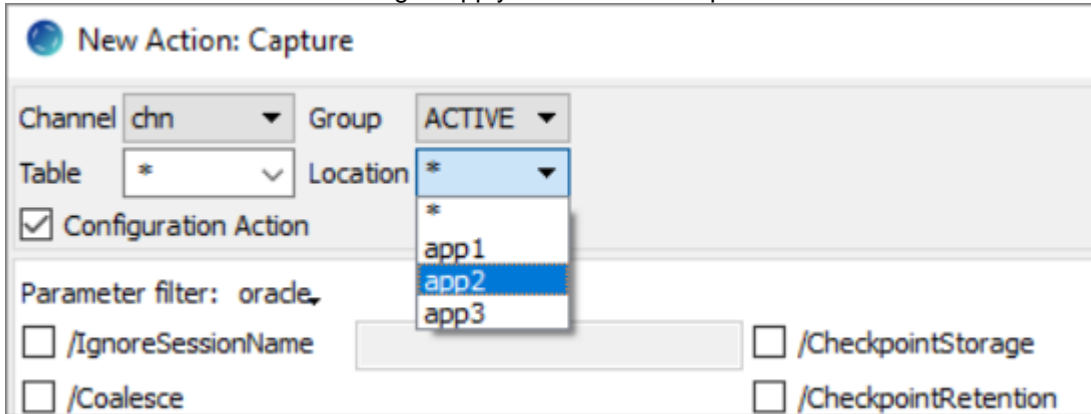 New Action: Capture
Channel chn Group ACTIVE
Table * Location *
Configuration Action
*
app1
app2
app3
Parameter filter: oracle
/IgnoreSessionName /CheckpointStorage
/Coalesce /CheckpointRetention